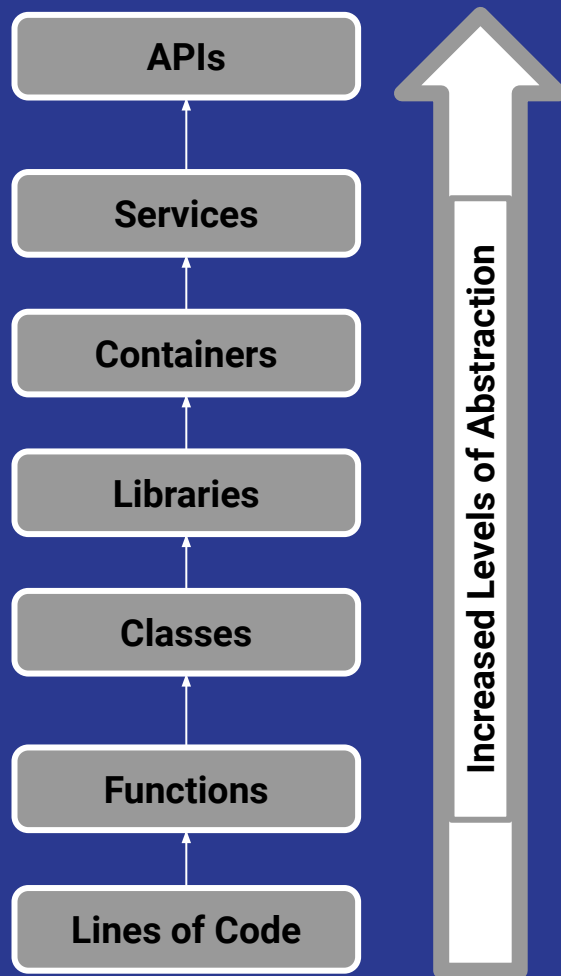 APIs
Services
Containers
Libraries
Classes
Functions
Lines of Code
Increased Levels of Abstraction